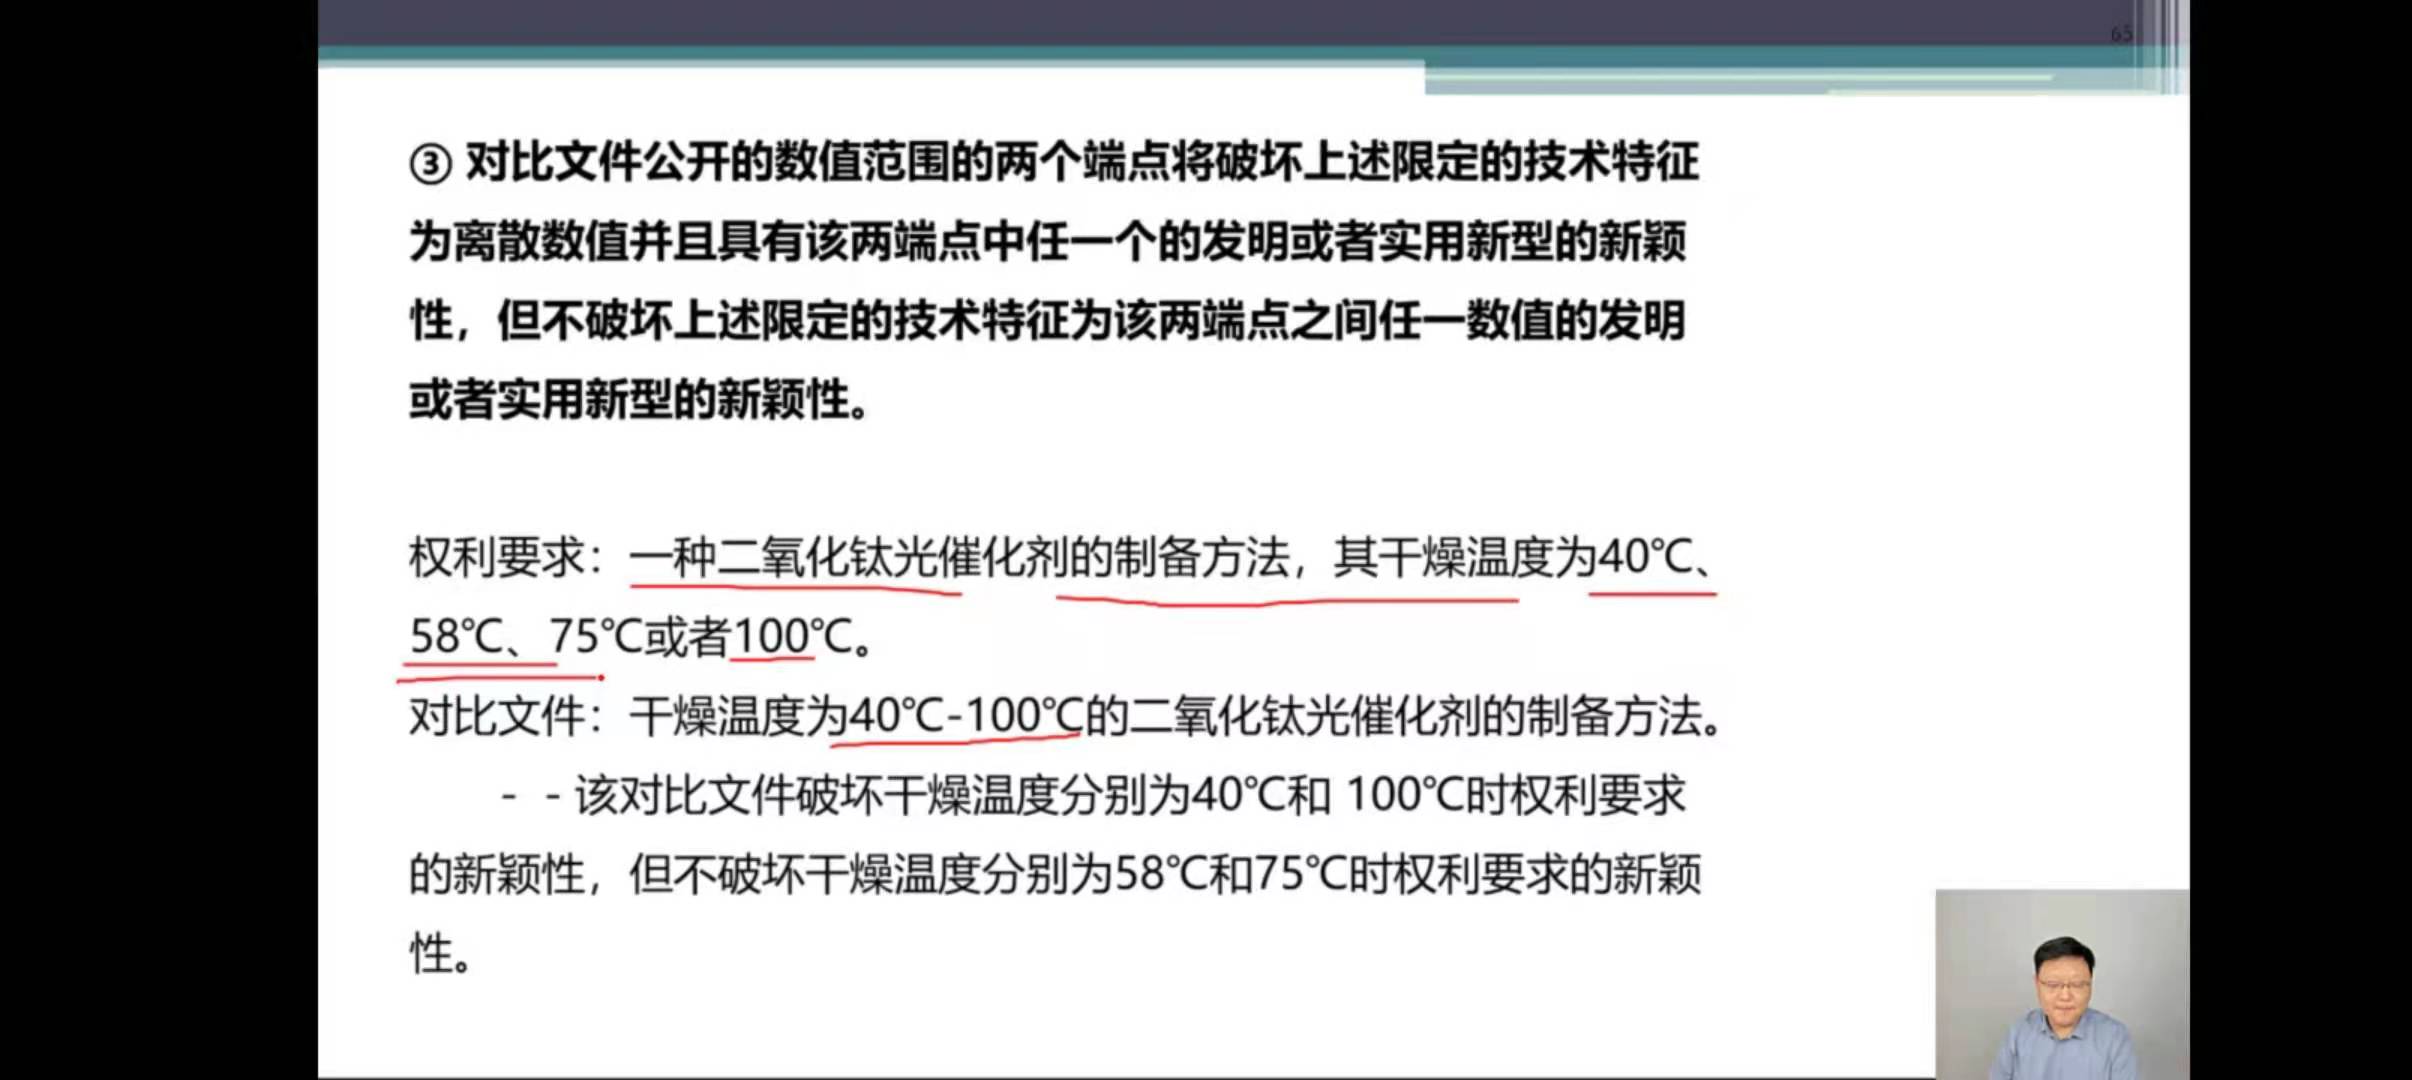 65
③ 对比文件公开的数值范围的两个端点将破坏上述限定的技术特征
为离散数值并且具有该两端点中任一个的发明或者实用新型的新颖
性，但不破坏上述限定的技术特征为该两端点之间任一数值的发明
或者实用新型的新颖性。
权利要求：一种二氧化钛光催化剂的制备方法，其干燥温度为40℃、
58℃、75℃或者100℃。
对比文件：干燥温度为40℃-100℃的二氧化钛光催化剂的制备方法。
- - 该对比文件破坏干燥温度分别为40℃和 100℃时权利要求
的新颖性，但不破坏干燥温度分别为58℃和75℃时权利要求的新颖
性。